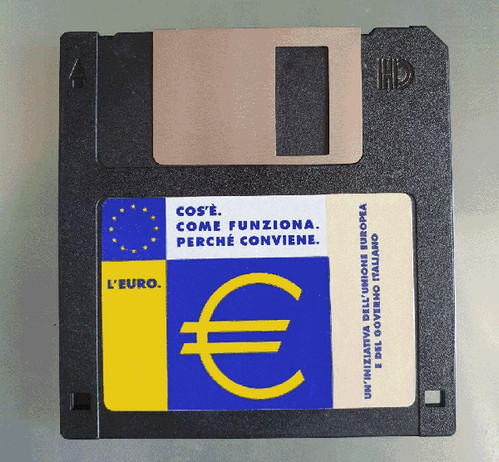 HD
COS'È.
COME FUNZIONA.
PERCHÉ CONVIENE.
L'EURO.
€
UN'INIZIATIVA DELL'UNIONE EUROPEA
E DEL GOVERNO ITALIANO